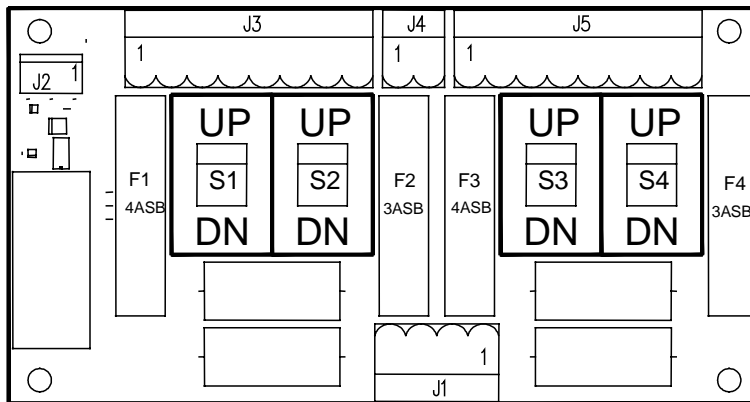 J3 J4 J5
1 1 1
J2 1
UP UP UP UP
F1 S1 S2 F2 F3 S3 S4 F4
4ASB 3ASB 4ASB 3ASB
DN DN DN DN
1
J1